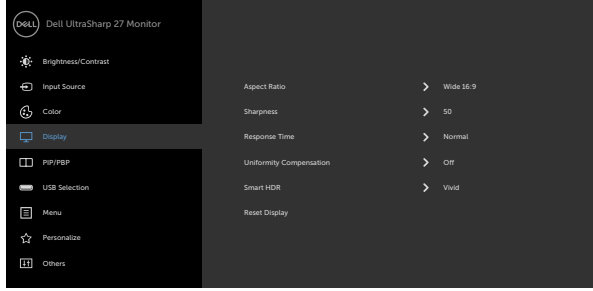 DELL Dell UltraSharp 27 Monitor
Brightness/Contrast
Input Source
Aspect Ratio Wide 16:9
Color
Sharpness 50
Display
Response Time Normal
PIP/PBP
Uniformity Compensation Off
USB Selection
Smart HDR Vivid
Menu
Reset Display
Personalize
Others